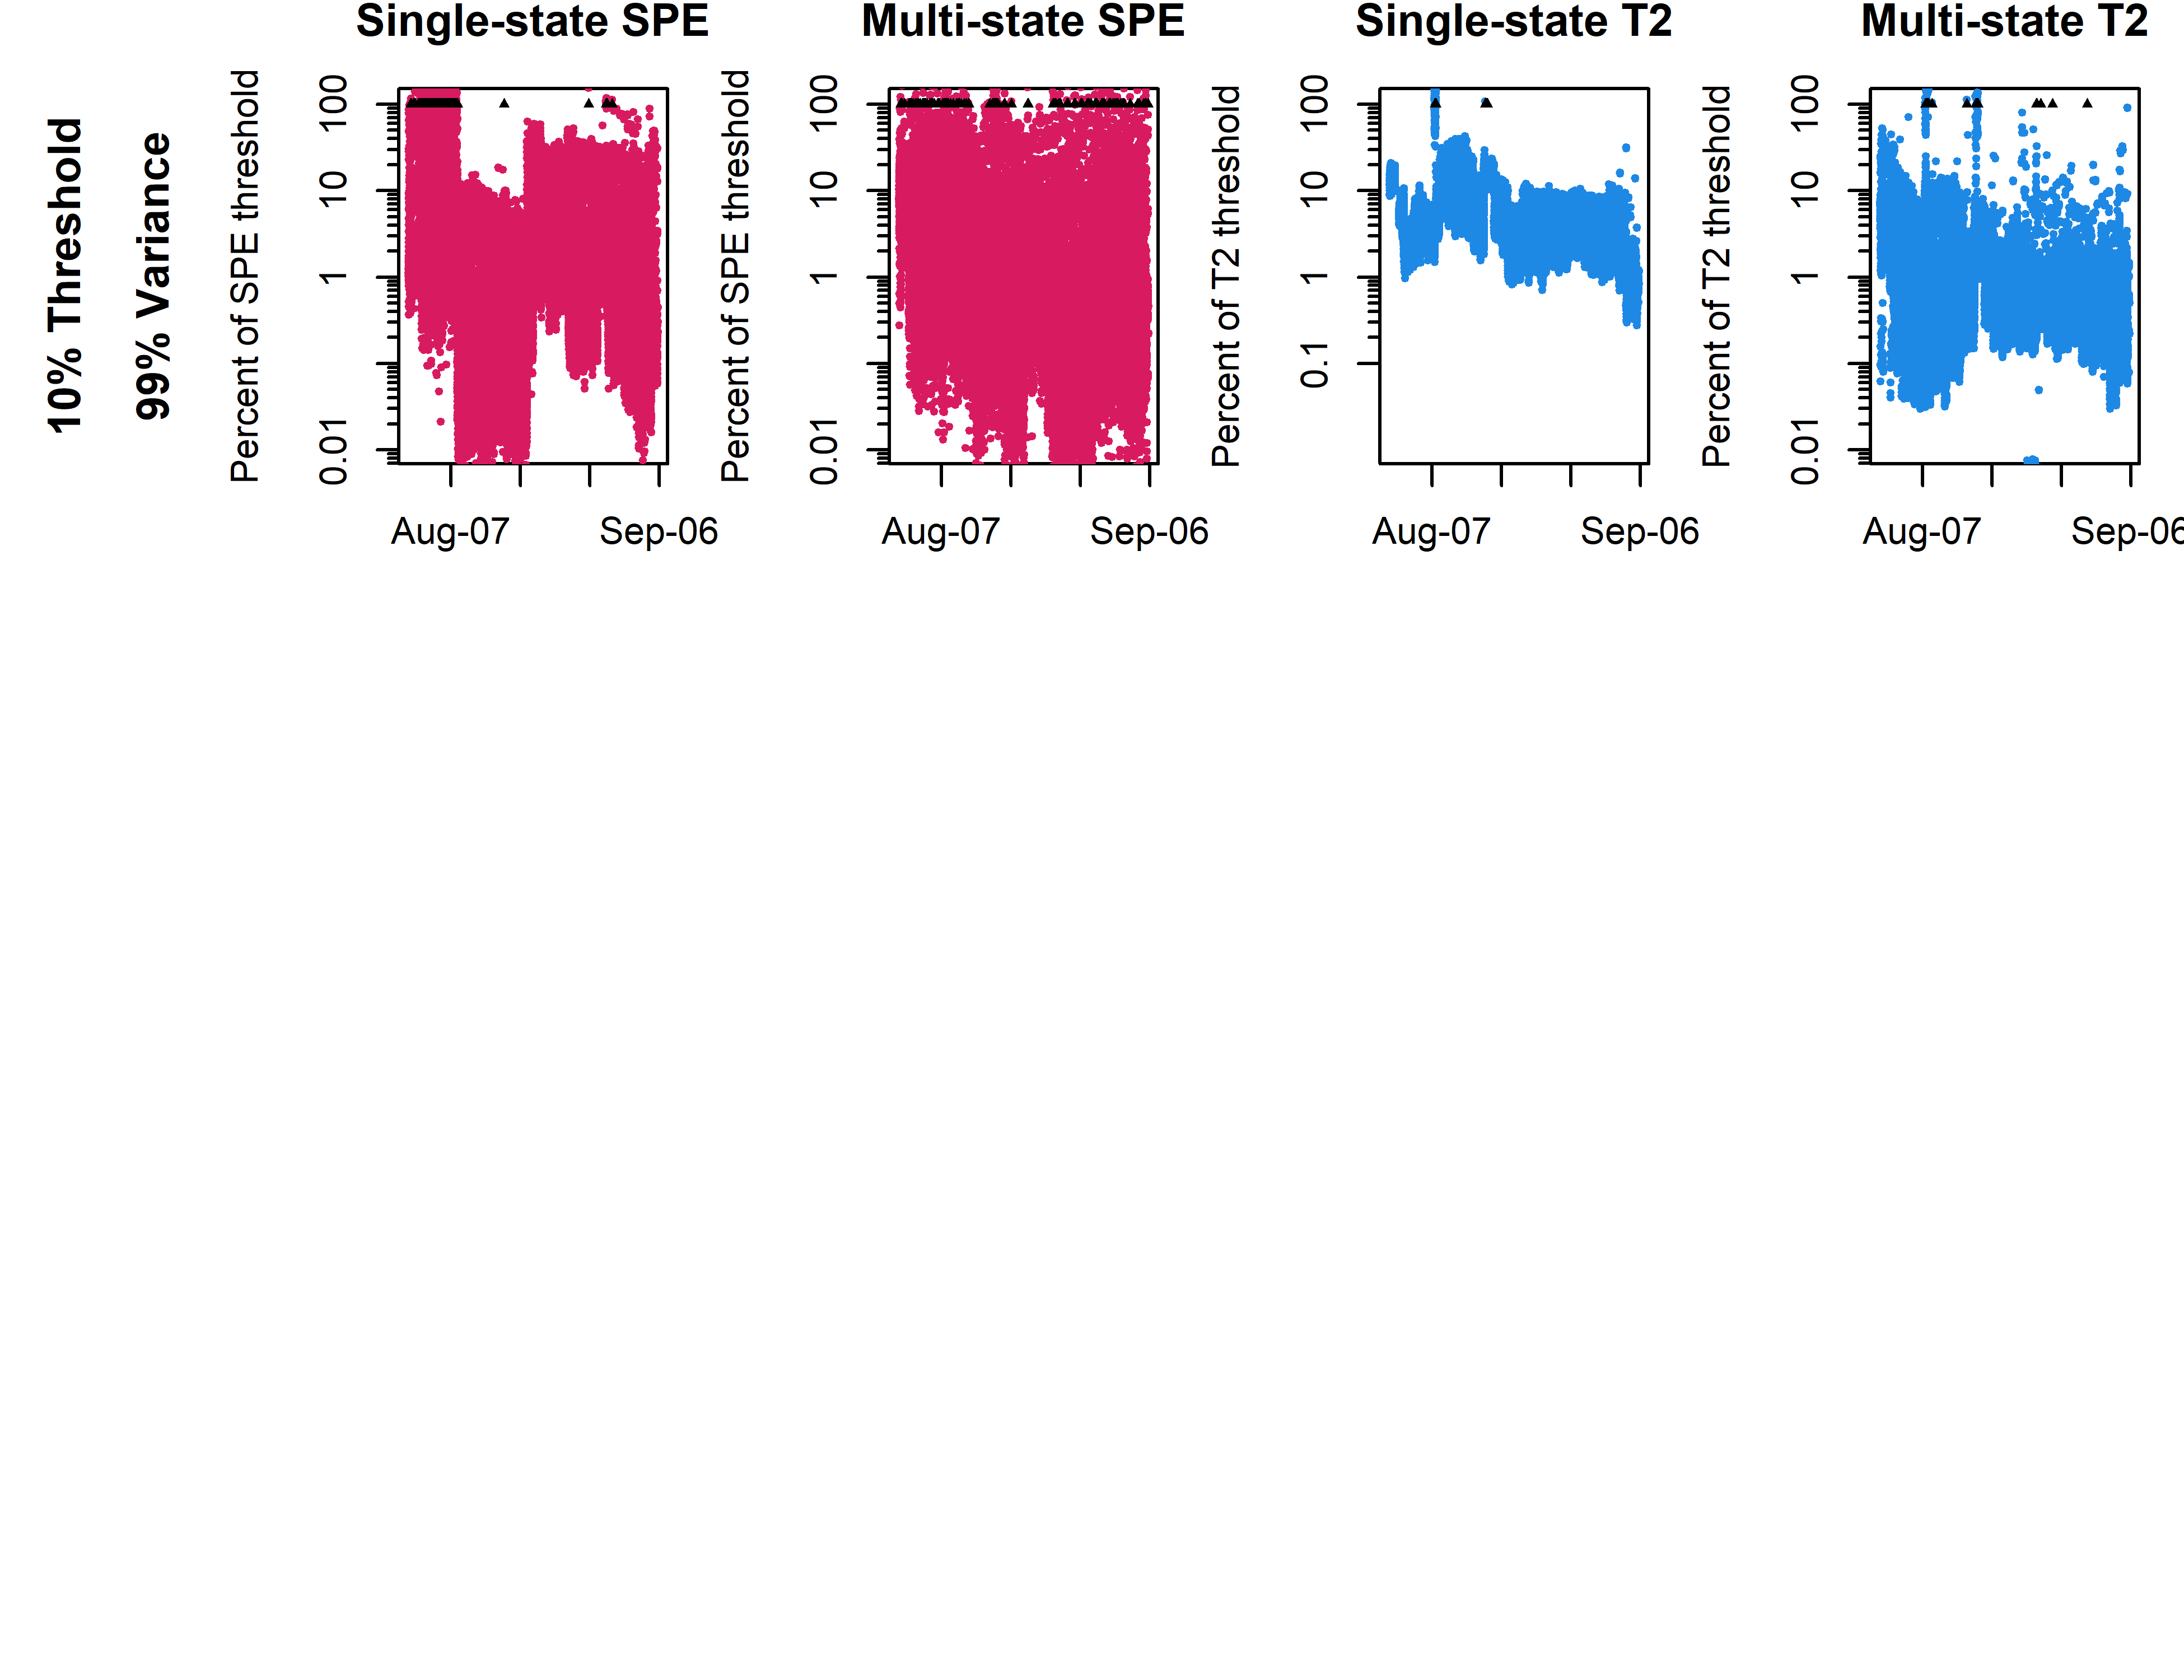 Single-state SPE
Multi-state SPE
Single-state T2
Multi-state T2
10% Threshold
99% Variance
Percent of SPE threshold
100
10
1
0.01
Aug-07
Sep-06
Percent of SPE threshold
100
10
1
0.01
Aug-07
Sep-06
Percent of T2 threshold
100
10
1
0.1
Aug-07
Sep-06
Percent of T2 threshold
100
10
1
0.01
Aug-07
Sep-06